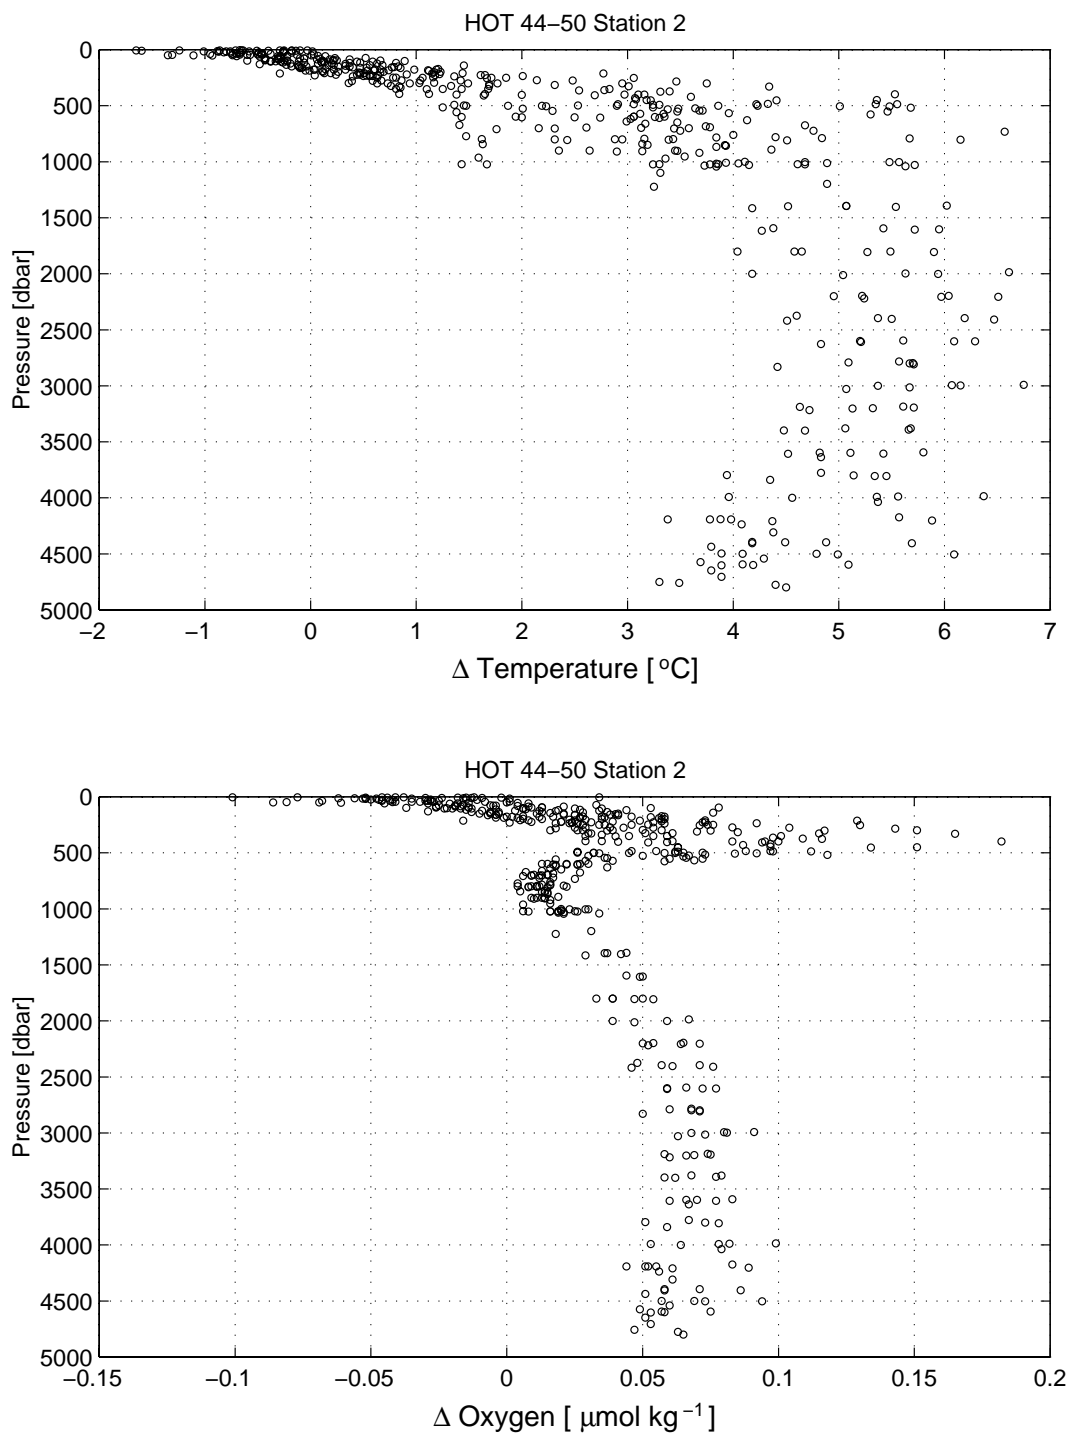 HOT 44−50 Station 2
0
500
1000
1500
2000
2500
3000
3500
4000
4500
5000
Pressure [dbar]
−2 −1 0 1 2 3 4 5 6 7
Δ Temperature [ °C]
HOT 44−50 Station 2
0
500
1000
1500
2000
2500
3000
3500
4000
4500
5000
Pressure [dbar]
−0.15 −0.1 −0.05 0 0.05 0.1 0.15 0.2
Δ Oxygen [ μmol kg⁻¹]